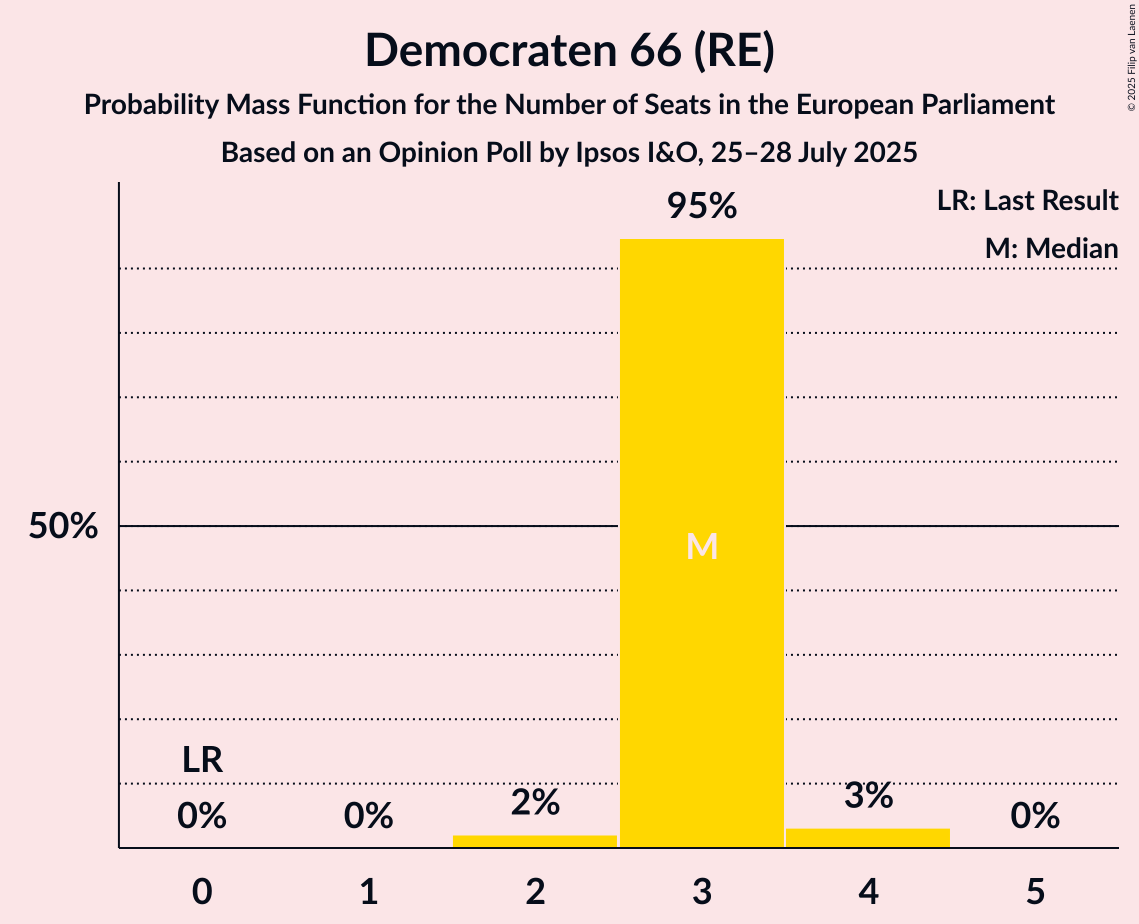 Democraten 66 (RE)
Probability Mass Function for the Number of Seats in the European Parliament
Based on an Opinion Poll by Ipsos I&O, 25–28 July 2025
© 2025 Filip van Laenen
LR: Last Result
M: Median
95%
50%
M
LR
0%
0%
2%
3%
0%
0
1
2
3
4
5